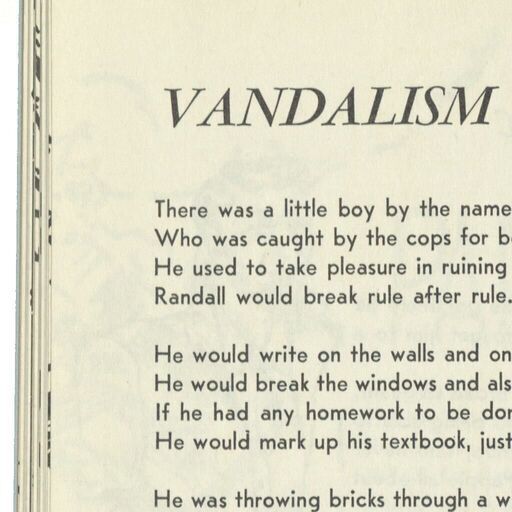 VANDALISM
There was a little boy by the name
Who was caught by the cops for
He used to take pleasure in ruining
Randall would break rule after rule.
He would write on the walls and on
He would break the windows and
If he had any homework to be
He would mark up his textbook, just
He was throwing bricks through a